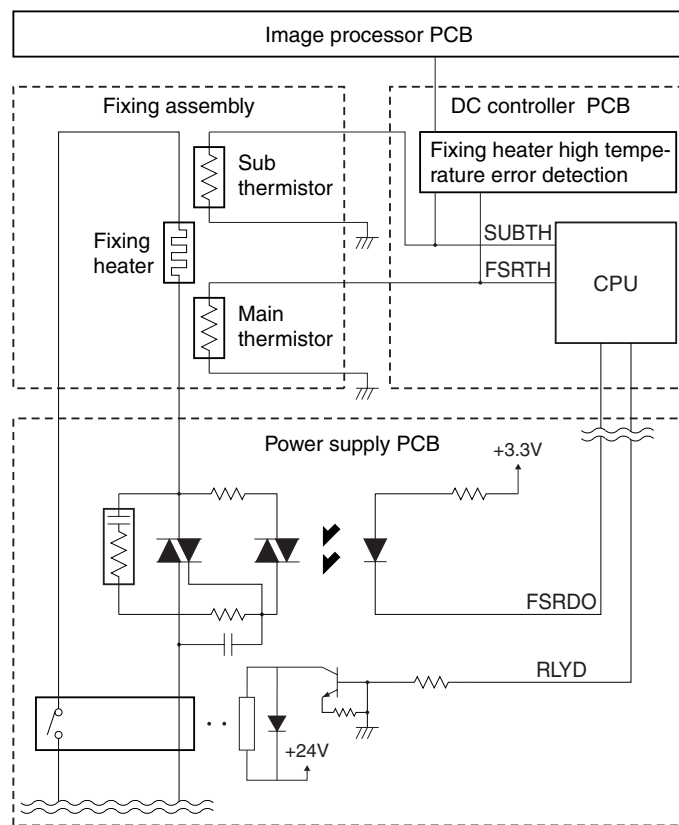 Image processor PCB
Fixing assembly
DC controller PCB
Sub
thermistor
Fixing heater high tempe-
rature error detection
Fixing
heater
SUBTH
FSRTH
CPU
Main
thermistor
Power supply PCB
+3.3V
FSRDO
RLYD
+24V